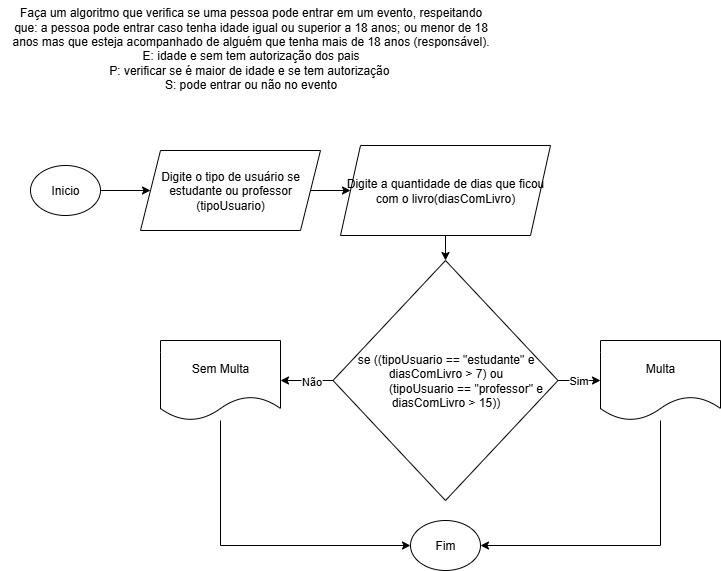 Faça um algoritmo que verifica se uma pessoa pode entrar em um evento, respeitando
que: a pessoa pode entrar caso tenha idade igual ou superior a 18 anos; ou menor de 18
anos mas que esteja acompanhado de alguém que tenha mais de 18 anos (responsável).
E: idade e sem tem autorização dos pais
P: verificar se é maior de idade e se tem autorização
S: pode entrar ou não no evento
Inicio
Digite o tipo de usuário se
estudante ou professor
(tipoUsuario)
Digite a quantidade de dias que ficou
com o livro(diasComLivro)
se ((tipoUsuario == "estudante" e
diasComLivro > 7) ou
(tipoUsuario == "professor" e
diasComLivro > 15))
Não
Sim
Sem Multa
Multa
Fim